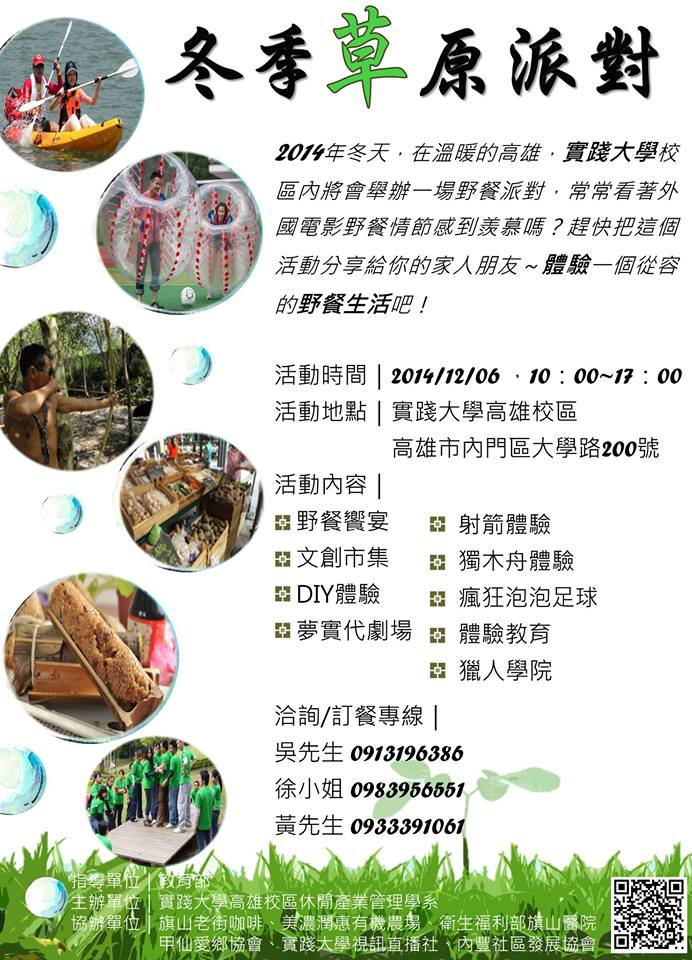 冬季草原派對
2014年冬天，在溫暖的高雄，實踐大學校
區內將會舉辦一場野餐派對，常常看著外
國電影野餐情節感到羨慕嗎？趕快把這個
活動分享給你的家人朋友～體驗一個從容
的野餐生活吧！
活動時間｜2014/12/06 ，10：00~17：00
活動地點｜實踐大學高雄校區
高雄市內門區大學路200號
活動內容｜
野餐饗宴
文創市集
DIY體驗
夢實代劇場
射箭體驗
獨木舟體驗
瘋狂泡泡足球
體驗教育
獵人學院
洽詢/訂餐專線｜
吳先生 0913196386
徐小姐 0983956551
黃先生 0933391061
指導單位｜教育部
主辦單位｜實踐大學高雄校區休閒產業管理學系
協辦單位｜旗山老街咖啡、美濃潤惠有機農場、衛生福利部旗山醫院
甲仙愛鄉協會、實踐大學視訊直播社、內豐社區發展協會